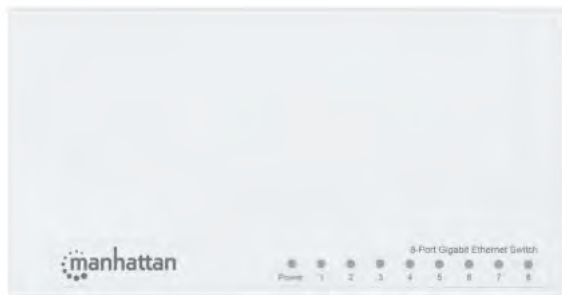 8-Port Gigabit Ethernet Switch
manhattan
Power 1 2 3 4 5 6 7 8